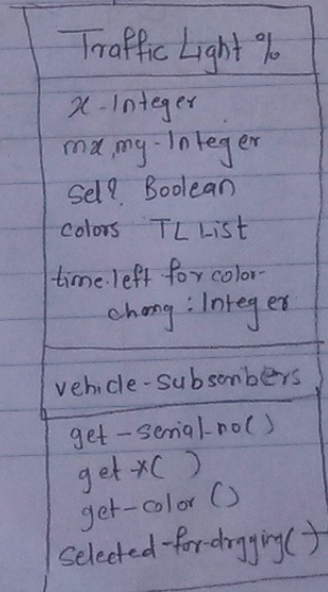 Traffic Light %
x - Integer
mx, my - Integer
sel? Boolean
colors TL List
time.left for color-
chang : Integer
vehicle-subscribers
get-serial-no()
get-x( )
get-color ()
selected-for-drgging()